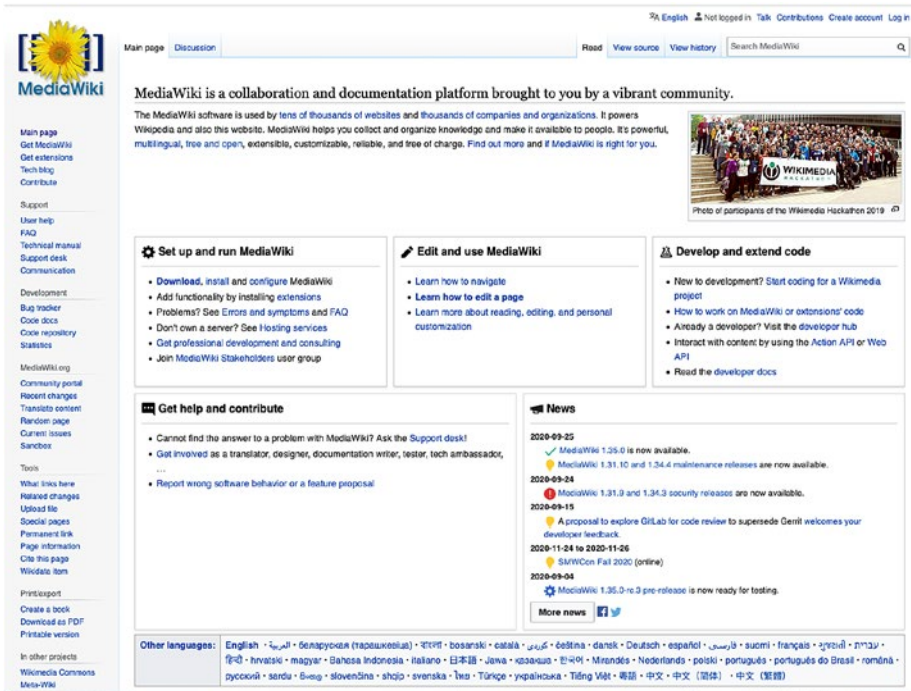 English Not logged in Talk Contributions Create account Log in
Main page Discussion Read View source View history Search MediaWiki
MediaWiki
MediaWiki is a collaboration and documentation platform brought to you by a vibrant community.
The MediaWiki software is used by tens of thousands of websites and thousands of companies and organizations. It powers
Wikipedia and also this website. MediaWiki helps you collect and organize knowledge and make it available to people. It's powerful,
multilingual, free and open, extensible, customizable, reliable, and free of charge. Find out more and if MediaWiki is right for you.
WIKIMEDIA
HACKATHON
Photo of participants of the Wikimedia Hackathon 2019
Main page
Get MediaWiki
Get extensions
Tech blog
Contribute
Support
User help
FAQ
Technical manual
Support desk
Communication
Development
Bug tracker
Code docs
Code repository
Statistics
MediaWiki.org
Community portal
Recent changes
Translate content
Random page
Current issues
Sandbox
Tools
What links here
Related changes
Upload file
Special pages
Permanent link
Page information
Cite this page
Wikidata item
Print/export
Create a book
Download as PDF
Printable version
In other projects
Wikimedia Commons
Meta-Wiki
Set up and run MediaWiki
• Download, install and configure MediaWiki
• Add functionality by installing extensions
• Problems? See Errors and symptoms and FAQ
• Don't own a server? See Hosting services
• Get professional development and consulting
• Join MediaWiki Stakeholders user group
Edit and use MediaWiki
• Learn how to navigate
• Learn how to edit a page
• Learn more about reading, editing, and personal
customization
Develop and extend code
• New to development? Start coding for a Wikimedia
project
• How to work on MediaWiki or extensions' code
• Already a developer? Visit the developer hub
• Interact with content by using the Action API or Web
API
• Read the developer docs
Get help and contribute
• Cannot find the answer to a problem with MediaWiki? Ask the Support desk!
• Get involved as a translator, designer, documentation writer, tester, tech ambassador,
...
• Report wrong software behavior or a feature proposal
News
2020-09-25
MediaWiki 1.35.0 is now available.
MediaWiki 1.31.10 and 1.34.4 maintenance releases are now available.
2020-09-24
MediaWiki 1.31.9 and 1.34.3 security releases are now available.
2020-09-15
A proposal to explore GitLab for code review to supersede Gerrit welcomes your
developer feedback.
2020-11-24 to 2020-11-26
SMWCon Fall 2020 (online)
2020-09-04
MediaWiki 1.35.0-rc.3 pre-release is now ready for testing.
More news
Other languages: English • العربية • беларуская (тарашкевіца) • বাংলা • bosanski • català • کوردی • čeština • dansk • Deutsch • español • فارسی • suomi • français • ગુજરાતી • עברית •
हिन्दी • hrvatski • magyar • Bahasa Indonesia • italiano • 日本語 • Jawa • қазақша • 한국어 • Mirandés • Nederlands • polski • português • português do Brasil • română •
русский • sardu • සිංහල • slovenčina • shqip • svenska • ไทย • Türkçe • українська • Tiếng Việt • 粵語 • 中文 • 中文（简体） • 中文（繁體）